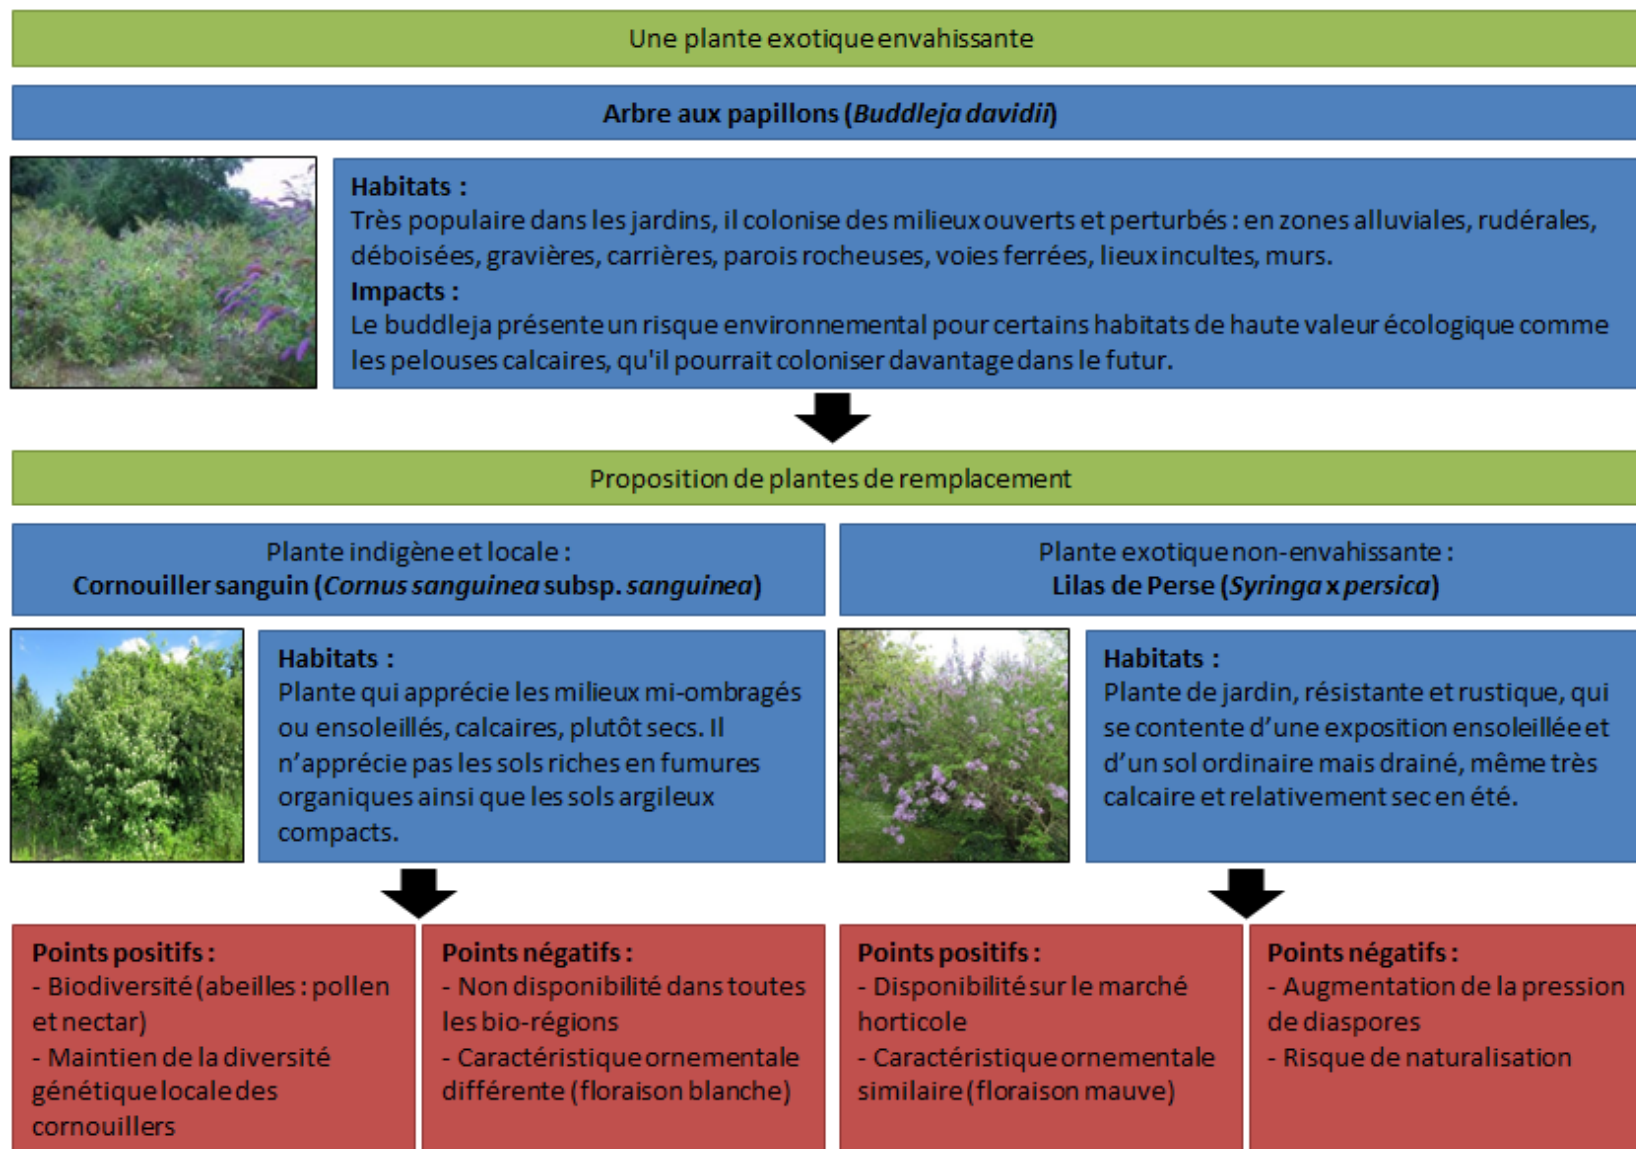 Une plante exotique envahissante
Arbre aux papillons (Buddleja davidii)
Habitats :
Très populaire dans les jardins, il colonise des milieux ouverts et perturbés : en zones alluviales, rudérales,
déboisées, gravières, carrières, parois rocheuses, voies ferrées, lieux incultes, murs.
Impacts :
Le buddleja présente un risque environnemental pour certains habitats de haute valeur écologique comme
les pelouses calcaires, qu'il pourrait coloniser davantage dans le futur.
Proposition de plantes de remplacement
Plante indigène et locale :
Cornouiller sanguin (Cornus sanguinea subsp. sanguinea)
Habitats :
Plante qui apprécie les milieux mi-ombragés
ou ensoleillés, calcaires, plutôt secs. Il
n’apprécie pas les sols riches en fumures
organiques ainsi que les sols argileux
compacts.
Points positifs :
- Biodiversité (abeilles : pollen
et nectar)
- Maintien de la diversité
génétique locale des
cornouillers
Points négatifs :
- Non disponibilité dans toutes
les bio-régions
- Caractéristique ornementale
différente (floraison blanche)
Plante exotique non-envahissante :
Lilas de Perse (Syringa x persica)
Habitats :
Plante de jardin, résistante et rustique, qui
se contente d’une exposition ensoleillée et
d’un sol ordinaire mais drainé, même très
calcaire et relativement sec en été.
Points positifs :
- Disponibilité sur le marché
horticole
- Caractéristique ornementale
similaire (floraison mauve)
Points négatifs :
- Augmentation de la pression
de diaspores
- Risque de naturalisation